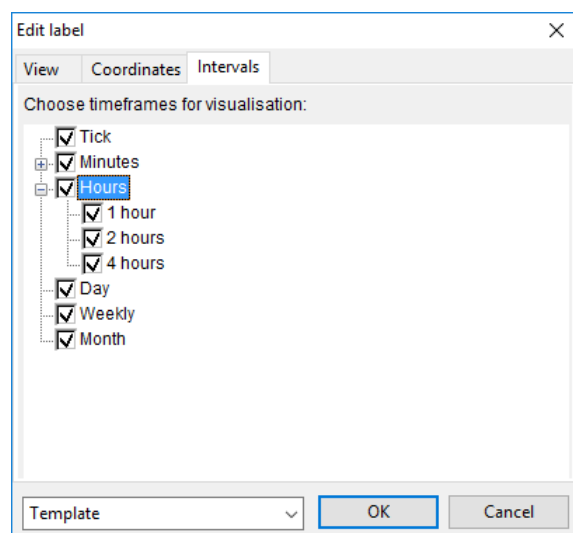 Edit label
View Coordinates Intervals
Choose timeframes for visualisation:
Tick
Minutes
Hours
1 hour
2 hours
4 hours
Day
Weekly
Month
Template OK Cancel